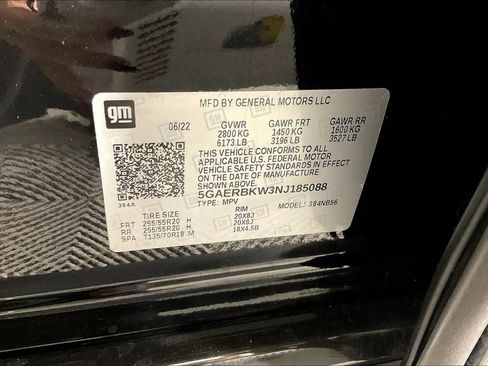 gm
MFD BY GENERAL MOTORS LLC
06/22 GVWR GAWR FRT GAWR RR
2800 KG 1450 KG 1600 KG
6173 LB 3196 LB 3527 LB
THIS VEHICLE CONFORMS TO ALL
APPLICABLE U.S. FEDERAL MOTOR
VEHICLE SAFETY STANDARDS IN EFFECT
ON THE DATE OF MANUFACTURE
SHOWN ABOVE.
5GAERBKW3NJ185088
TYPE: MPV MODEL: 384NB56
384A
TIRE SIZE RIM
FRT 255/55R20 H 20X8J
RR 255/55R20 H 20X8J
SPA T135/70R18 M 18X4.5B